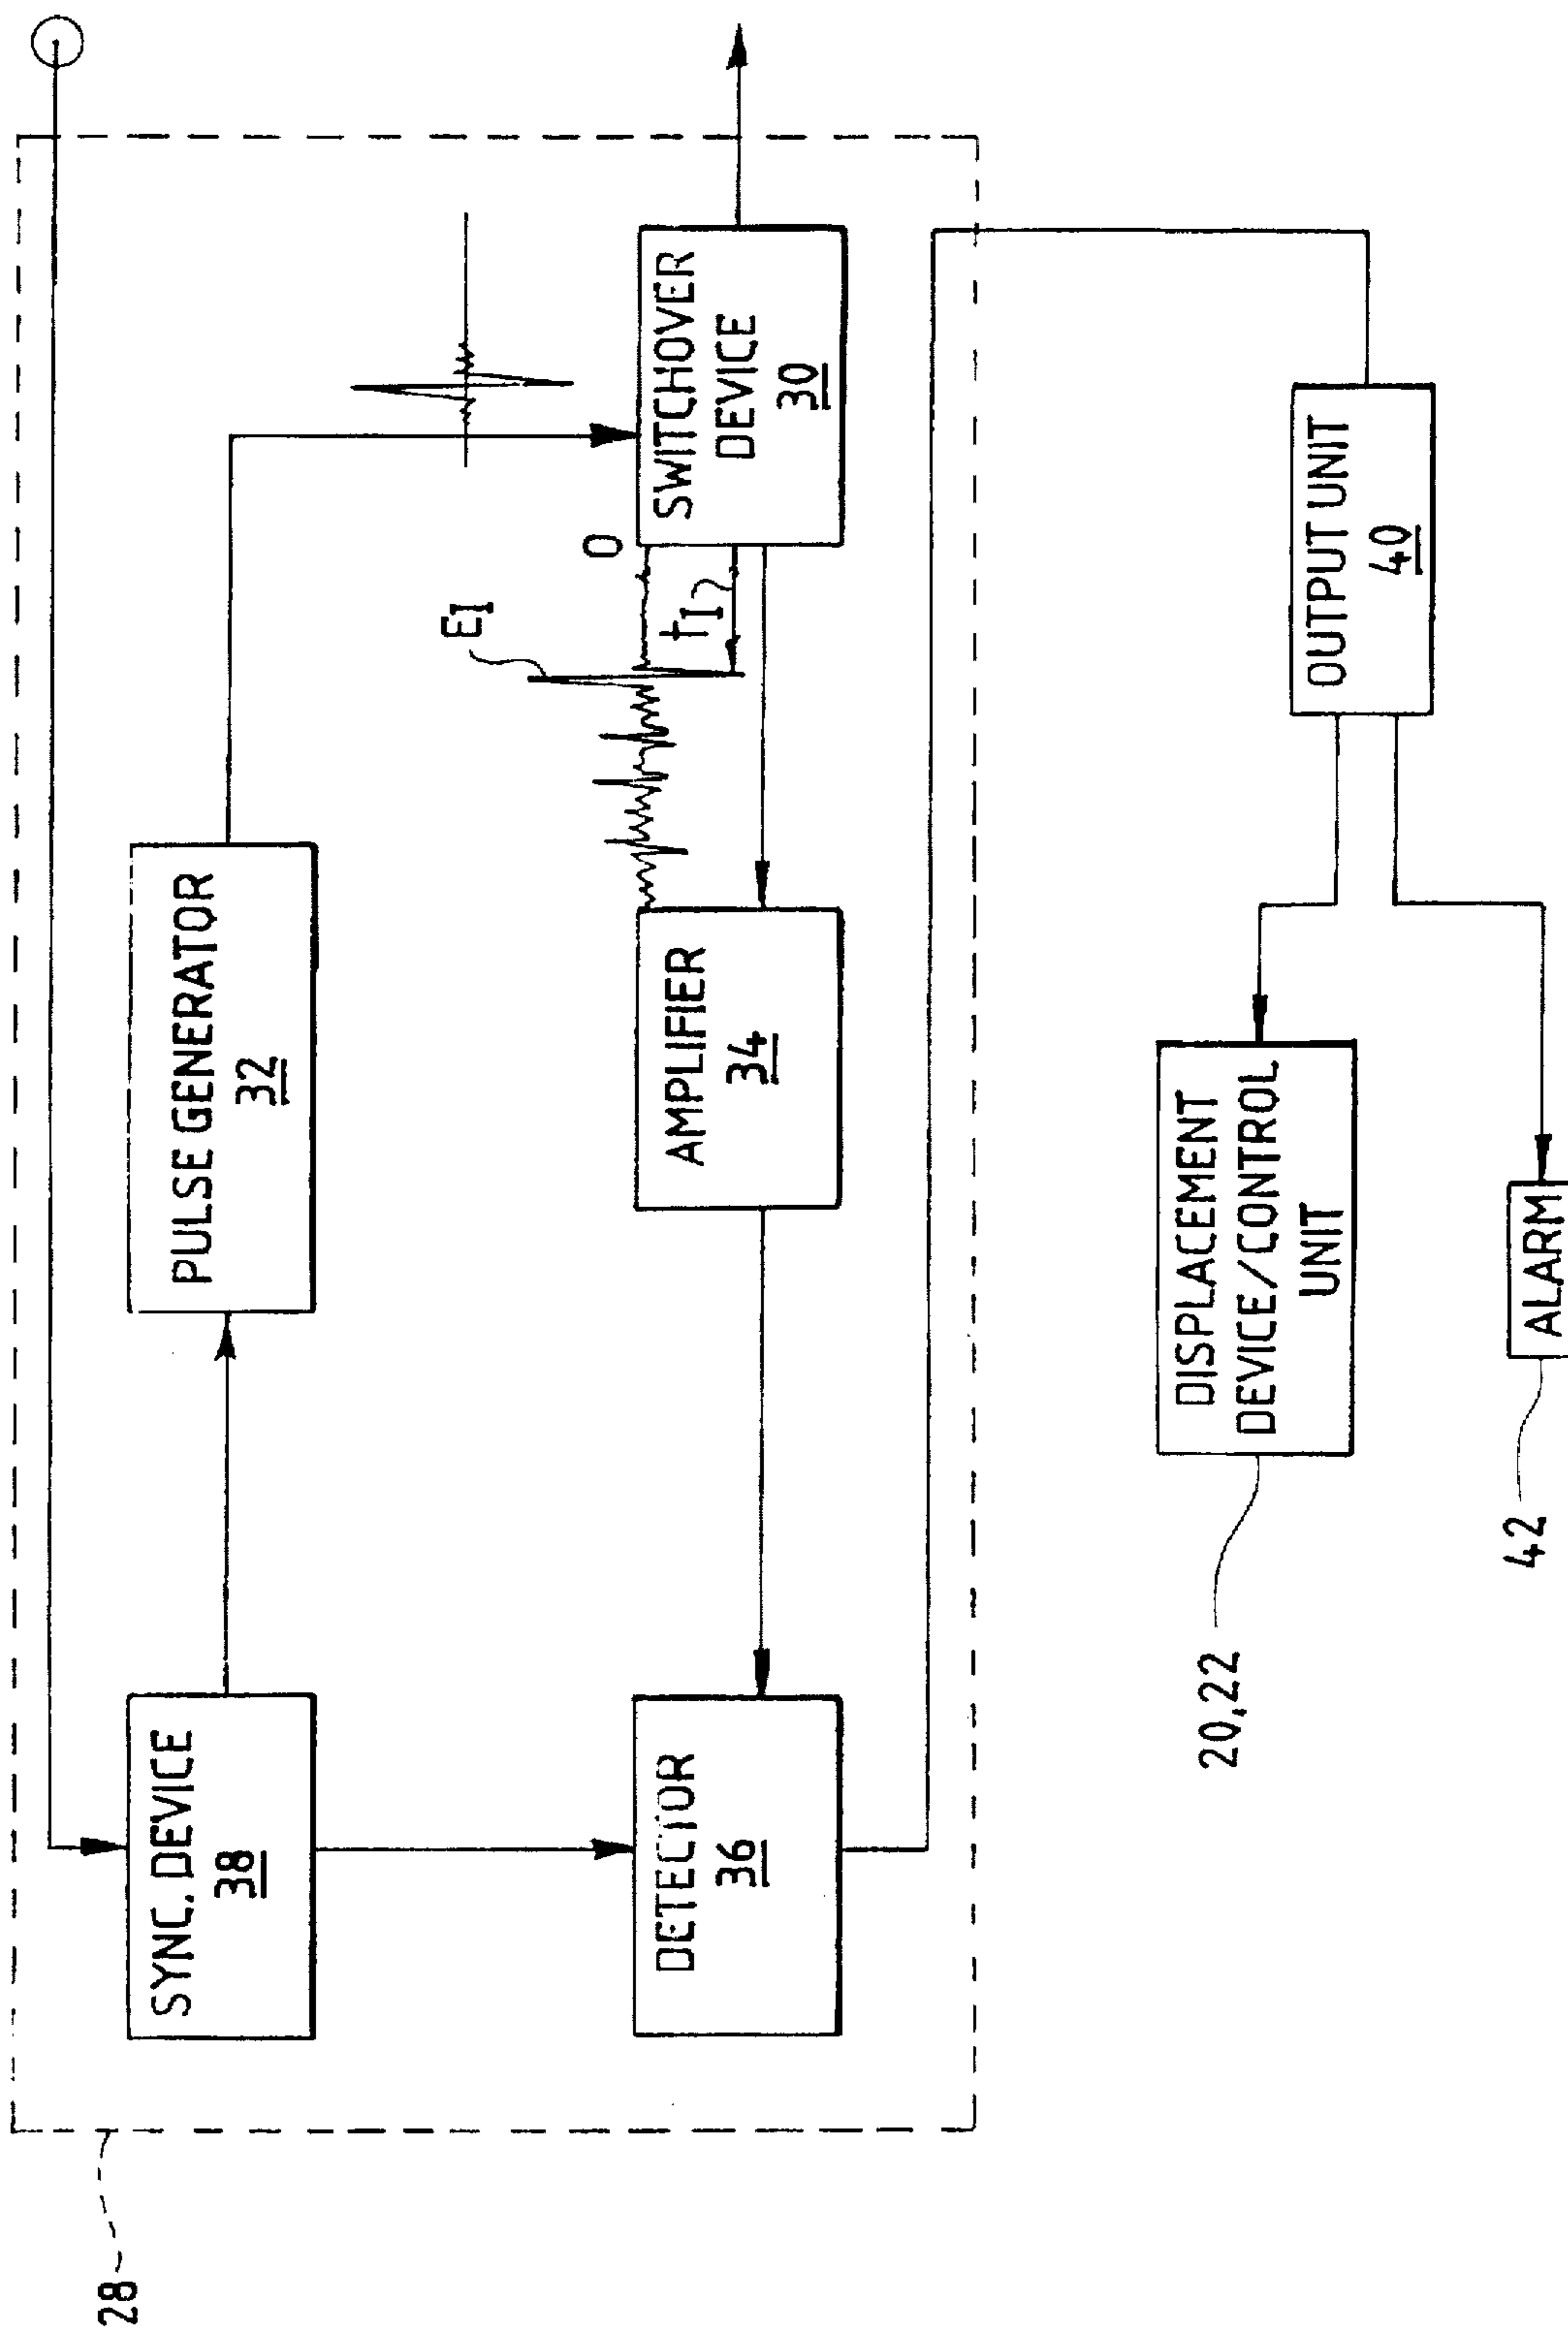 28
SYNC. DEVICE
38
PULSE GENERATOR
32
E1
0
t1
DETECTOR
36
AMPLIFIER
34
SWITCHOVER
DEVICE
30
20,22
DISPLACEMENT
DEVICE/CONTROL
UNIT
OUTPUT UNIT
40
42
ALARM